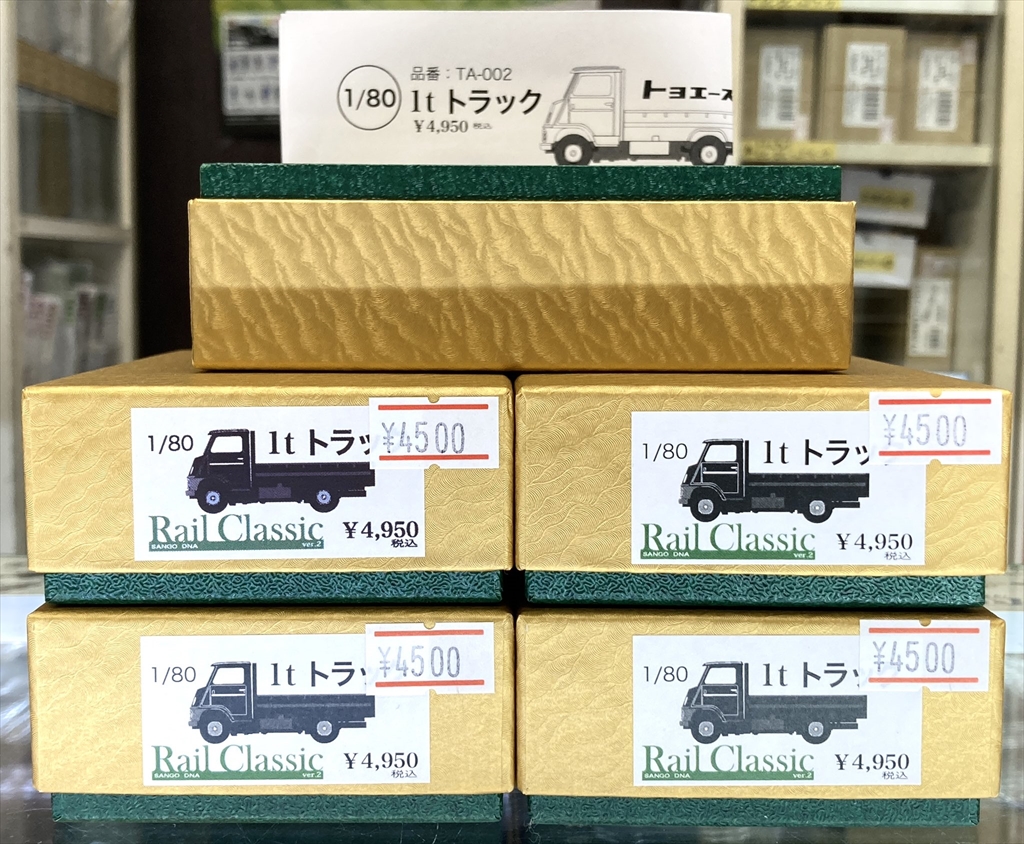 品番：TA-002
1/80 1t トラック
¥4,950 税込
トヨエース
1/80 1t トラッ
¥4500
Rail Classic
SANGO DNA ver.2
¥4,950
税込
1/80 1t トラッ
¥4500
Rail Classic
SANGO DNA ver.2
¥4,950
税込
1/80 1t トラッ
¥4500
Rail Classic
SANGO DNA ver.2
¥4,950
税込
1/80 1t トラッ
¥4500
Rail Classic
SANGO DNA ver.2
¥4,950
税込